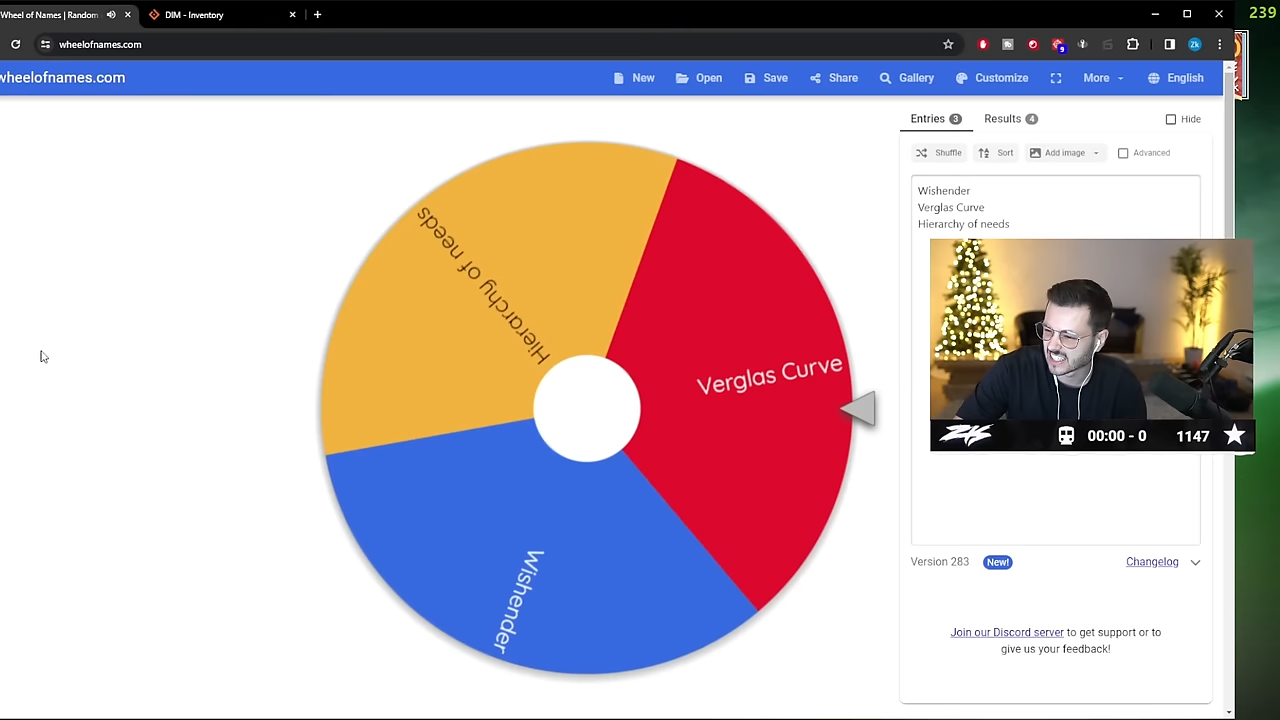 Wheel of Names | Random
DIM - Inventory
239
wheelofnames.com
9
Zk
wheelofnames.com
New
Open
Save
Share
Gallery
Customize
More
English
Entries 3
Results 4
Hide
Shuffle
Sort
Add image
Advanced
Wishender
Verglas Curve
Hierarchy of needs
Hierarchy of needs
Verglas Curve
Wishender
ZK
00:00 - 0
1147
Version 283
New!
Changelog
Join our Discord server to get support or to
give us your feedback!